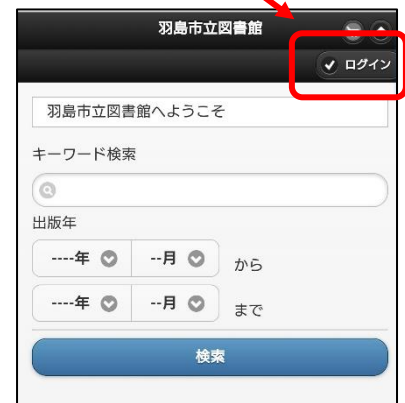 羽島市立図書館
ログイン
羽島市立図書館へようこそ
キーワード検索
出版年
----年 --月 から
----年 --月 まで
検索